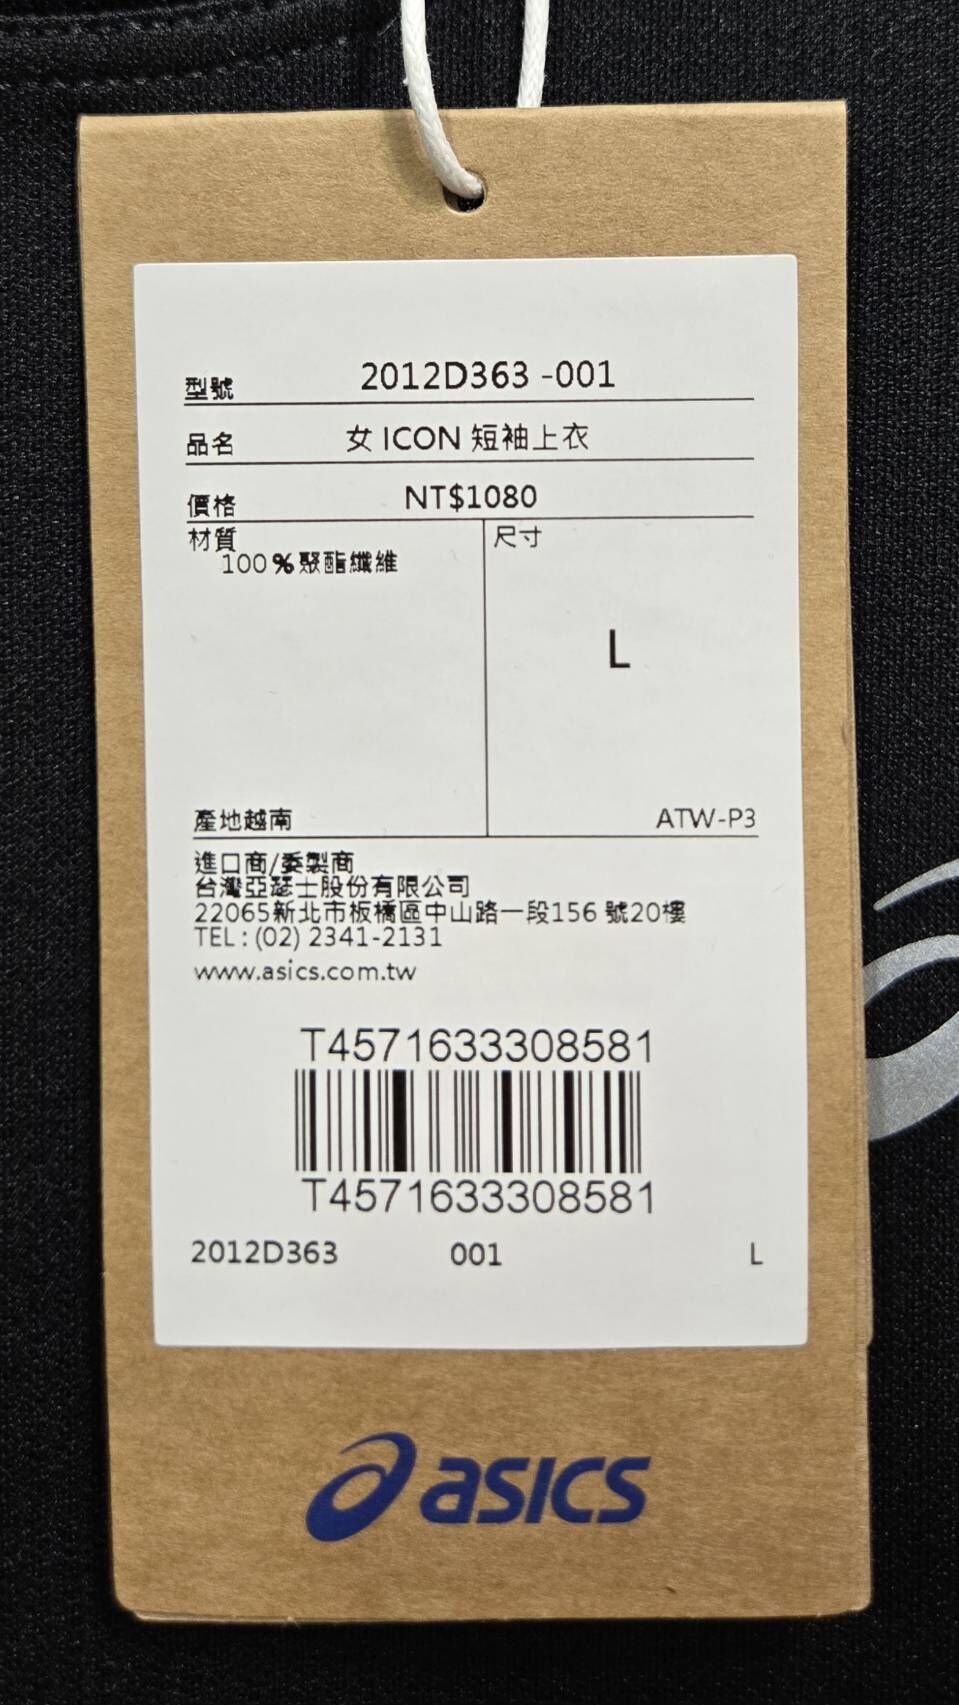 型號 2012D363 -001
品名 女 ICON 短袖上衣
價格 NT$1080
材質
100%聚酯纖維
尺寸
L
產地越南
ATW-P3
進口商/委製商
台灣亞瑟士股份有限公司
22065新北市板橋區中山路一段156 號20樓
TEL : (02) 2341-2131
www.asics.com.tw
T4571633308581
T4571633308581
2012D363 001 L
asics